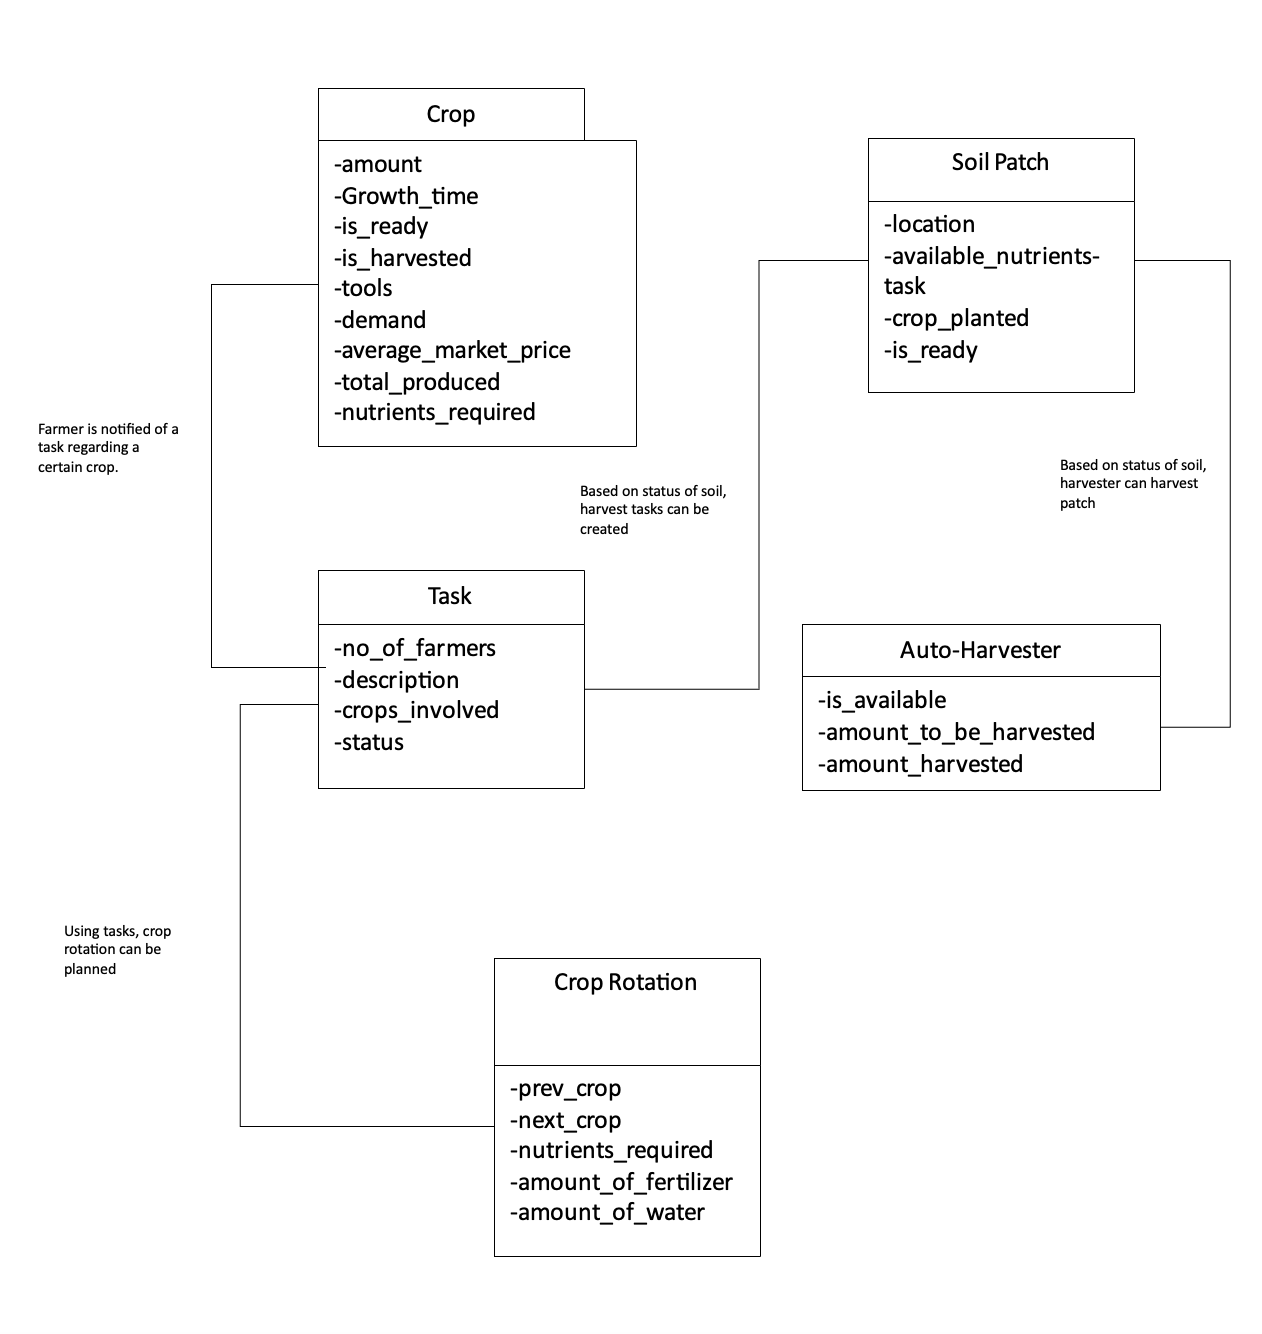 Crop
-amount
-Growth_time
-is_ready
-is_harvested
-tools
-demand
-average_market_price
-total_produced
-nutrients_required
Soil Patch
-location
-available_nutrients-
task
-crop_planted
-is_ready
Farmer is notified of a
task regarding a
certain crop.
Based on status of soil,
harvest tasks can be
created
Based on status of soil,
harvester can harvest
patch
Task
-no_of_farmers
-description
-crops_involved
-status
Auto-Harvester
-is_available
-amount_to_be_harvested
-amount_harvested
Using tasks, crop
rotation can be
planned
Crop Rotation
-prev_crop
-next_crop
-nutrients_required
-amount_of_fertilizer
-amount_of_water